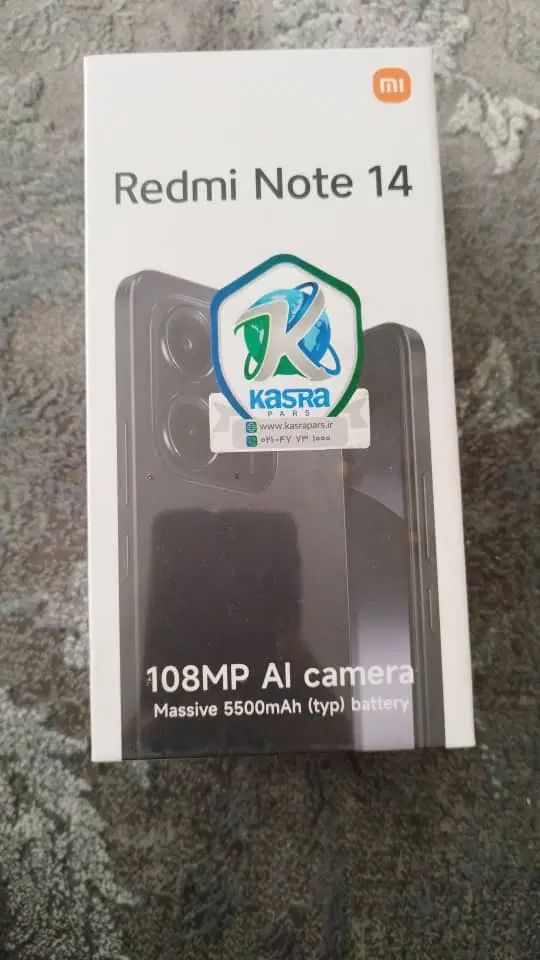 mi
Redmi Note 14
KASRA
PARS
www.kasrapars.ir
۰۲۱-۴۷ ۷۳ ۱۰۰۰
108MP AI camera
Massive 5500mAh (typ) battery